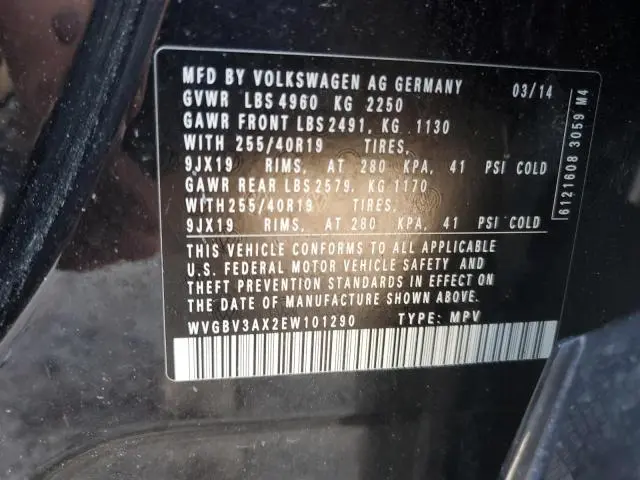 MFD BY VOLKSWAGEN AG GERMANY 03/14
GVWR LBS 4960 KG 2250
GAWR FRONT LBS 2491, KG 1130
WITH 255/40R19 TIRES,
9JX19 RIMS, AT 280 KPA, 41 PSI COLD
GAWR REAR LBS 2579, KG 1170
WITH 255/40R19 TIRES,
9JX19 RIMS, AT 280 KPA, 41 PSI COLD
THIS VEHICLE CONFORMS TO ALL APPLICABLE
U.S. FEDERAL MOTOR VEHICLE SAFETY AND
THEFT PREVENTION STANDARDS IN EFFECT ON
THE DATE OF MANUFACTURE SHOWN ABOVE.
WVGBV3AX2EW101290 TYPE: MPV
6121608 3059 M4